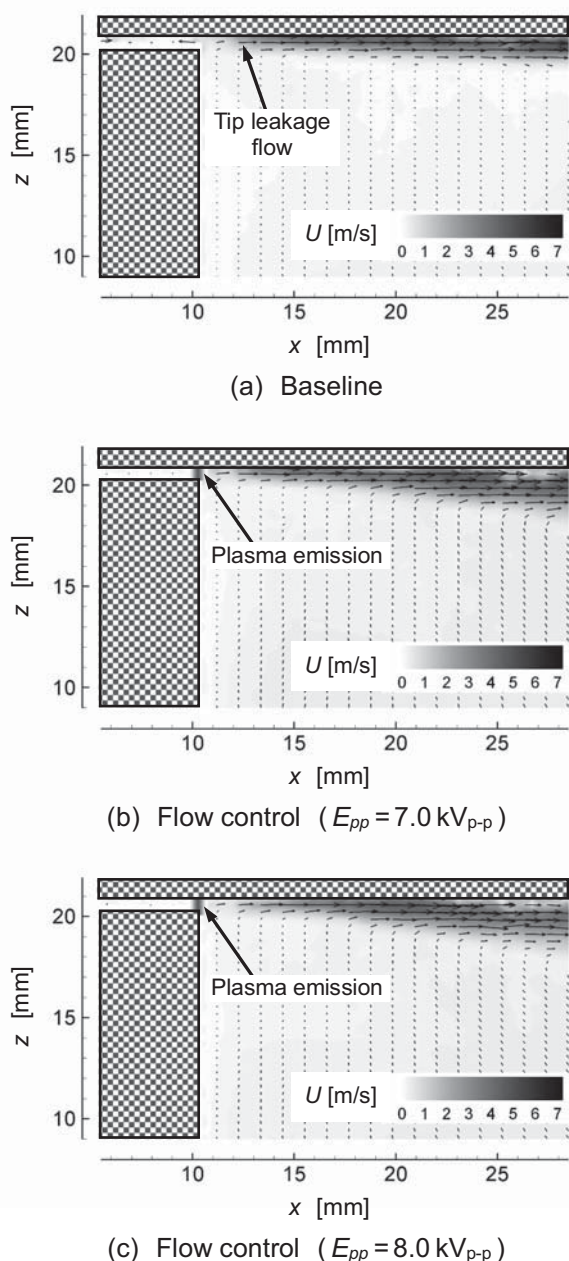 20
Tip leakage
flow
15
z [mm]
U [m/s]
0 1 2 3 4 5 6 7
10
10 15 20 25
x [mm]
(a) Baseline
20
Plasma emission
15
z [mm]
U [m/s]
0 1 2 3 4 5 6 7
10
10 15 20 25
x [mm]
(b) Flow control ( Epp = 7.0 kVp-p )
20
Plasma emission
15
z [mm]
U [m/s]
0 1 2 3 4 5 6 7
10
10 15 20 25
x [mm]
(c) Flow control ( Epp = 8.0 kVp-p )